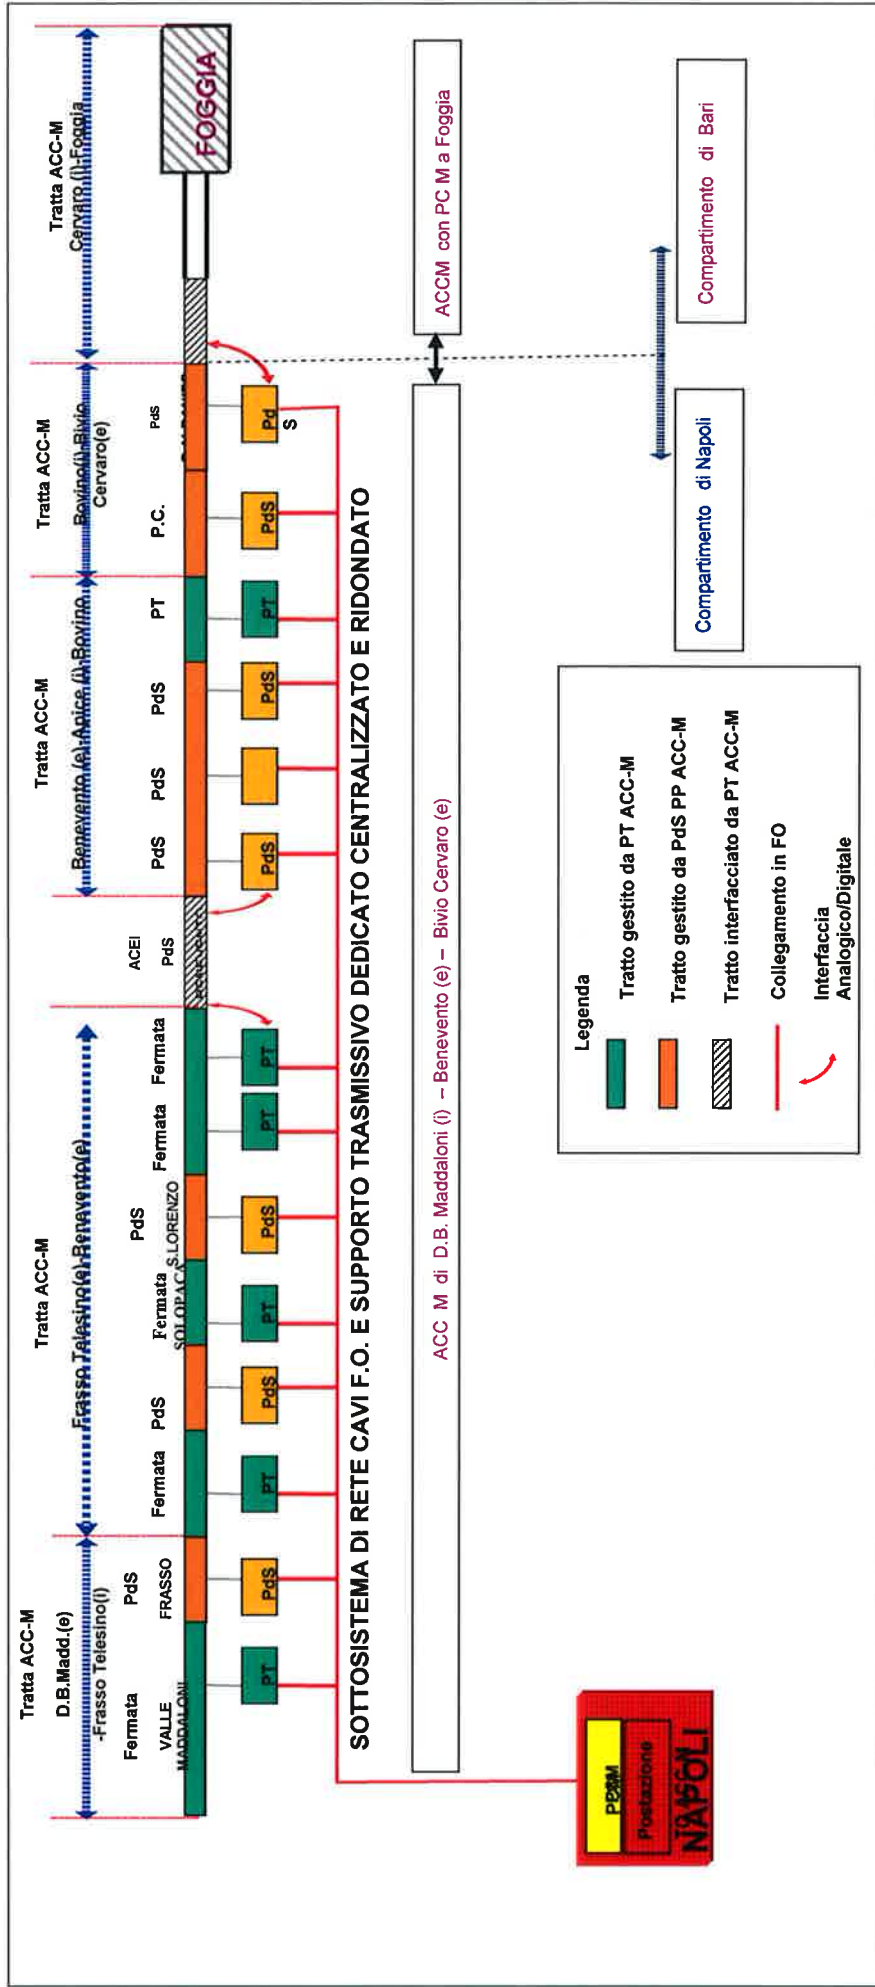 Tratta ACC-M
D.B.Madd.(e)
-Frasso Telesino(i)
Tratta ACC-M
Frasso Telesino(e)-Benevento(e)
Tratta ACC-M
Benevento (e)-Apice (i)-Bovino
Tratta ACC-M
Bovino(i)-Bivio
Cervaro(e)
Tratta ACC-M
Cervaro (i)-Foggia
Fermata
VALLE
MADDALONI
PdS
FRASSO
Fermata
PdS
Fermata
SOLOPACA
PdS
S.LORENZO
Fermata
Fermata
ACEI
PdS
PdS
PdS
PdS
PT
P.C.
PdS
FOGGIA
PT
PdS
PT
PdS
PT
PdS
PT
PT
PdS
PdS
PT
PdS
Pd
S
SOTTOSISTEMA DI RETE CAVI F.O. E SUPPORTO TRASMISSIVO DEDICATO CENTRALIZZATO E RIDONDATO
ACC M di D.B. Maddaloni (i) – Benevento (e) – Bivio Cervaro (e)
ACCM con PC M a Foggia
Compartimento di Napoli
Compartimento di Bari
Postazione
NAPOLI
Legenda
Tratto gestito da PT ACC-M
Tratto gestito da PdS PP ACC-M
Tratto interfacciato da PT ACC-M
Collegamento in FO
Interfaccia
Analogico/Digitale